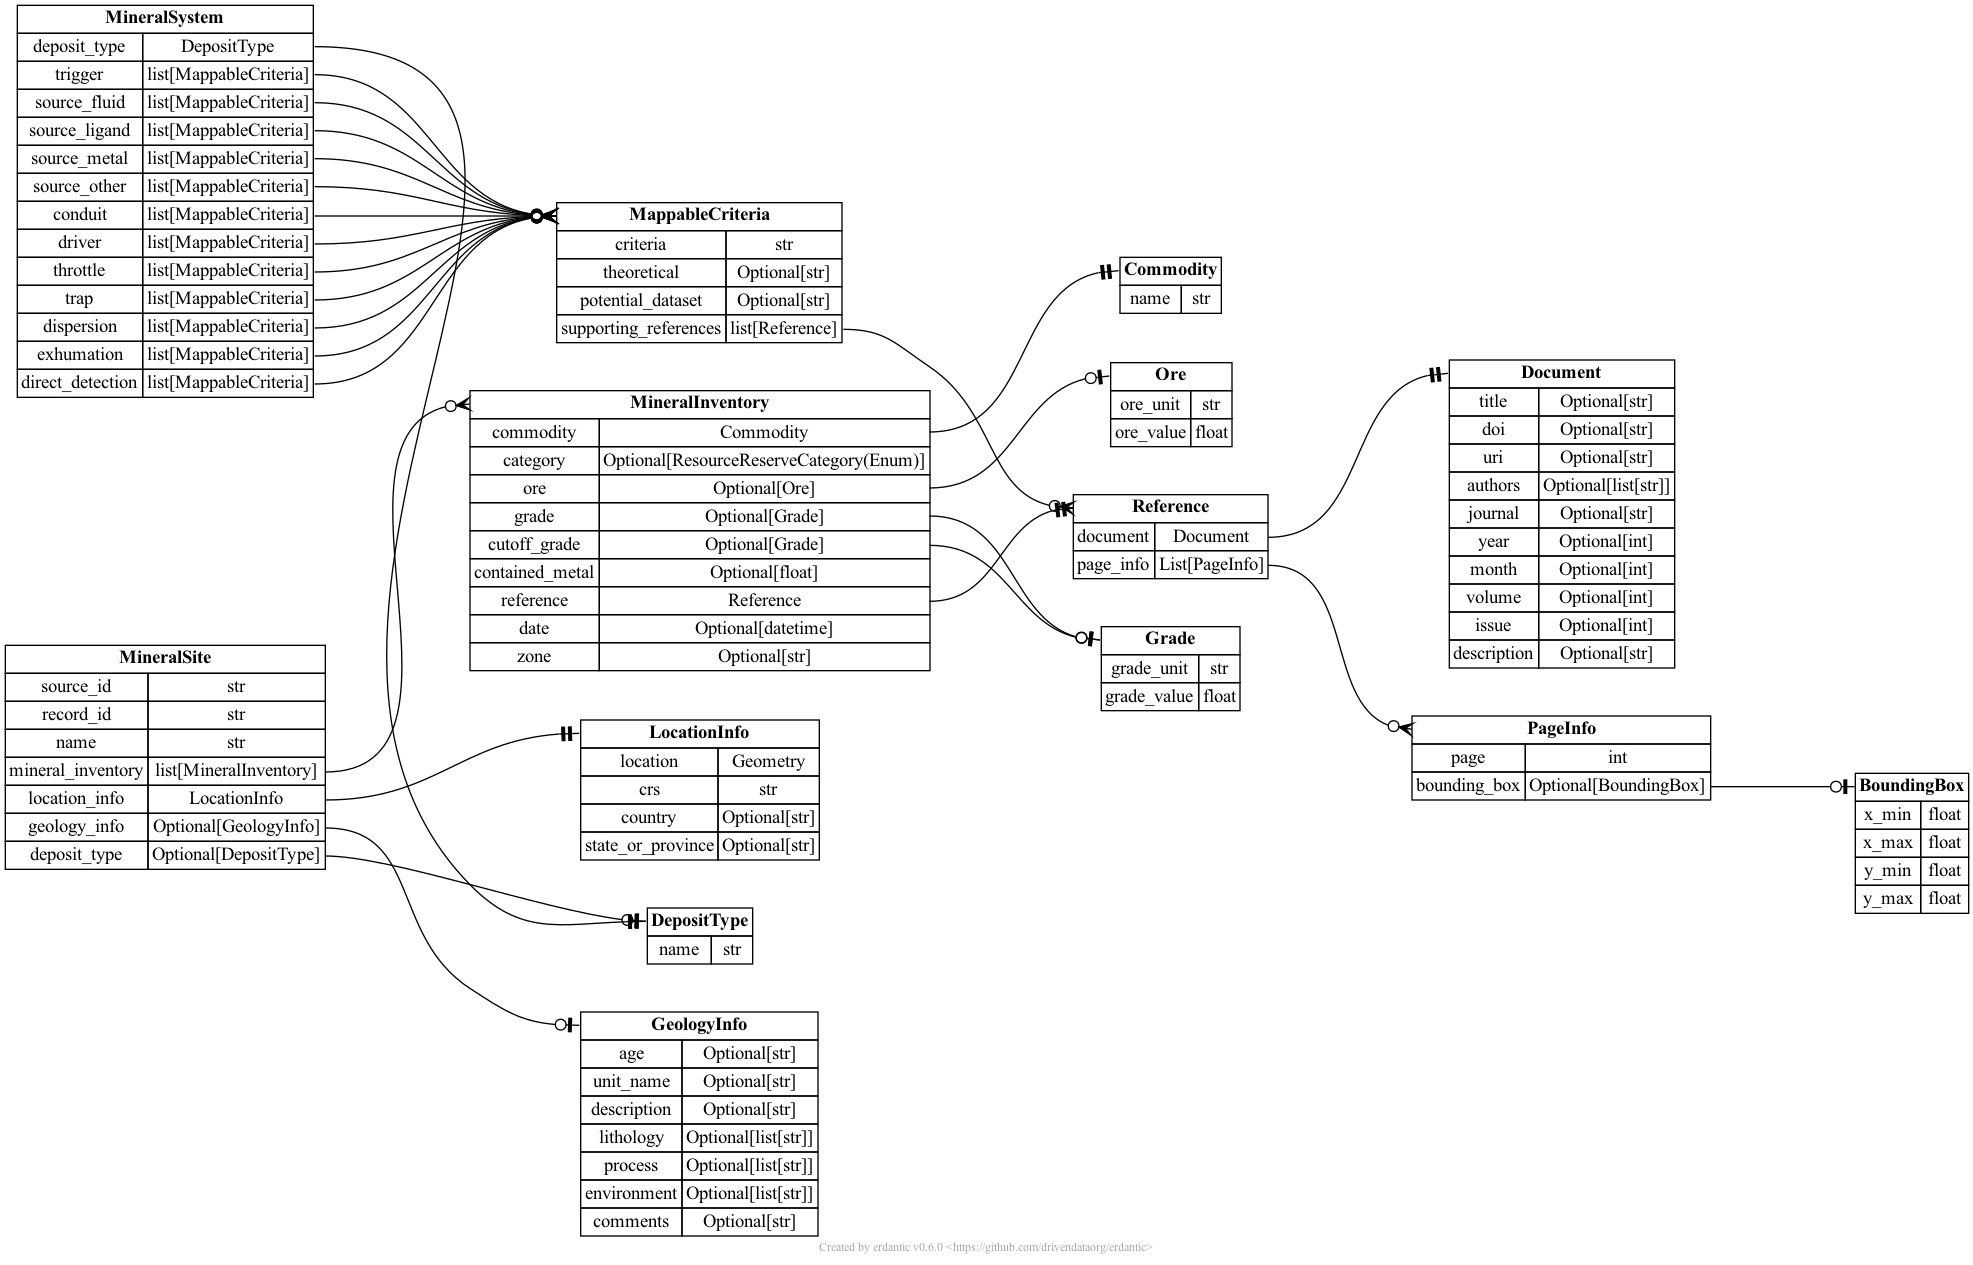 MineralSystem
deposit_type DepositType
trigger list[MappableCriteria]
source_fluid list[MappableCriteria]
source_ligand list[MappableCriteria]
source_metal list[MappableCriteria]
source_other list[MappableCriteria]
conduit list[MappableCriteria]
driver list[MappableCriteria]
throttle list[MappableCriteria]
trap list[MappableCriteria]
dispersion list[MappableCriteria]
exhumation list[MappableCriteria]
direct_detection list[MappableCriteria]
MappableCriteria
criteria str
theoretical Optional[str]
potential_dataset Optional[str]
supporting_references list[Reference]
MineralInventory
commodity Commodity
category Optional[ResourceReserveCategory(Enum)]
ore Optional[Ore]
grade Optional[Grade]
cutoff_grade Optional[Grade]
contained_metal Optional[float]
reference Reference
date Optional[datetime]
zone Optional[str]
MineralSite
source_id str
record_id str
name str
mineral_inventory list[MineralInventory]
location_info LocationInfo
geology_info Optional[GeologyInfo]
deposit_type Optional[DepositType]
LocationInfo
location Geometry
crs str
country Optional[str]
state_or_province Optional[str]
DepositType
name str
GeologyInfo
age Optional[str]
unit_name Optional[str]
description Optional[str]
lithology Optional[list[str]]
process Optional[list[str]]
environment Optional[list[str]]
comments Optional[str]
Commodity
name str
Ore
ore_unit str
ore_value float
Reference
document Document
page_info List[PageInfo]
Grade
grade_unit str
grade_value float
Document
title Optional[str]
doi Optional[str]
uri Optional[str]
authors Optional[list[str]]
journal Optional[str]
year Optional[int]
month Optional[int]
volume Optional[int]
issue Optional[int]
description Optional[str]
PageInfo
page int
bounding_box Optional[BoundingBox]
BoundingBox
x_min float
x_max float
y_min float
y_max float
Created by erdantic v0.6.0 <https://github.com/drivendataorg/erdantic>